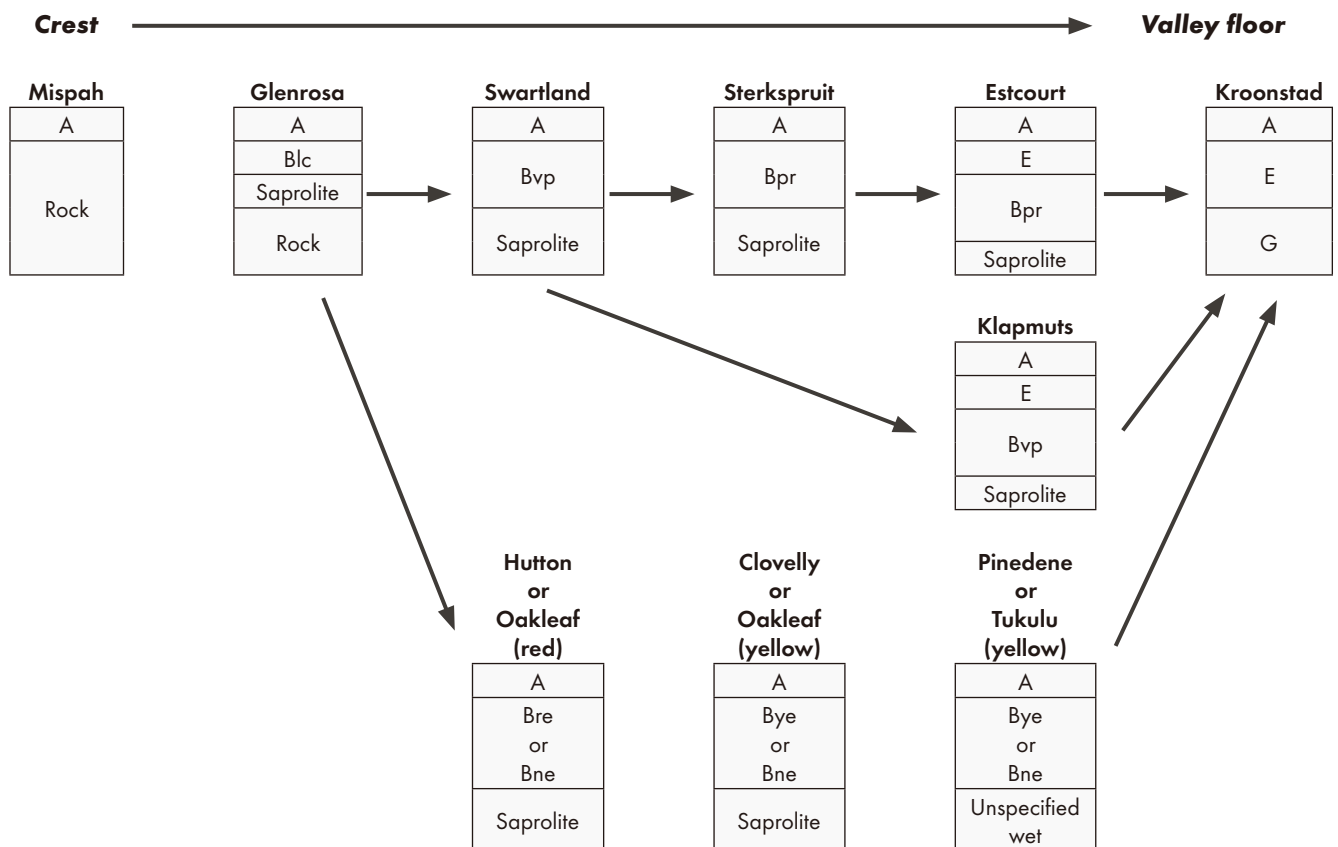 Crest
Valley floor
Mispah
A
Rock
Glenrosa
A
Blc
Saprolite
Rock
Swartland
A
Bvp
Saprolite
Sterkspruit
A
Bpr
Saprolite
Estcourt
A
E
Bpr
Saprolite
Kroonstad
A
E
G
Klapmuts
A
E
Bvp
Saprolite
Hutton
or
Oakleaf
(red)
A
Bre
or
Bne
Saprolite
Clovelly
or
Oakleaf
(yellow)
A
Bye
or
Bne
Saprolite
Pinedene
or
Tukulu
(yellow)
A
Bye
or
Bne
Unspecified
wet